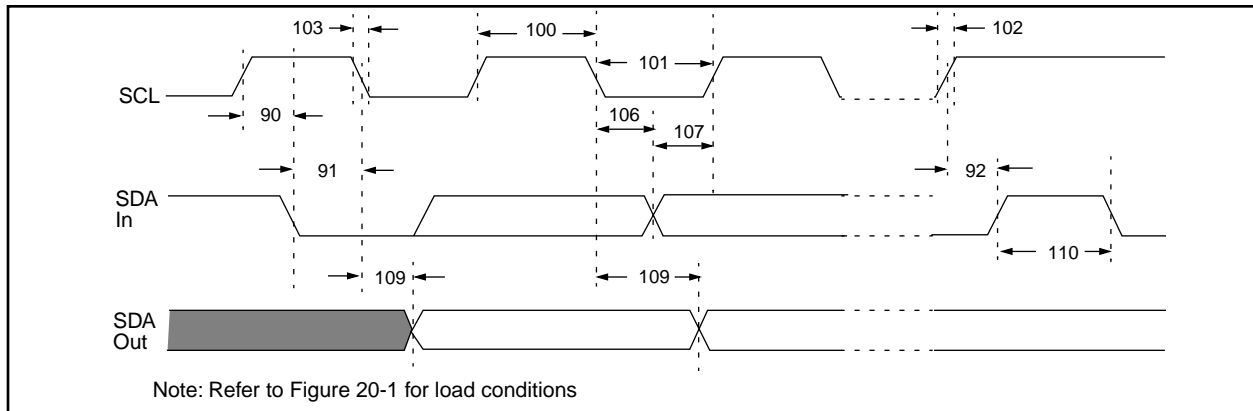 103
100
102
101
SCL
90
106
107
91
92
SDA
In
110
109
109
SDA
Out
Note: Refer to Figure 20-1 for load conditions